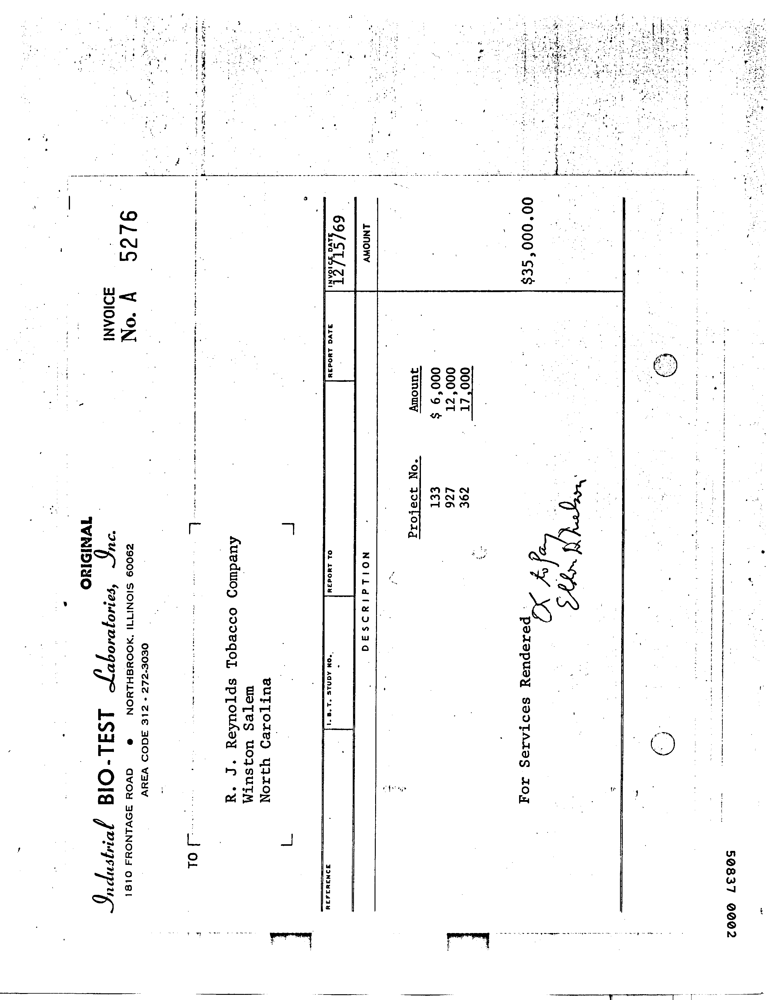 ORIGINAL
Industrial BIO-TEST Laboratories, Inc.
1810 FRONTAGE ROAD • NORTHBROOK, ILLINOIS 60062
AREA CODE 312 - 272-3030
INVOICE
No. A 5276
TO
R. J. Reynolds Tobacco Company
Winston Salem
North Carolina
REFERENCE I. B. T. STUDY NO. REPORT TO REPORT DATE INVOICE DATE
12/15/69
DESCRIPTION AMOUNT
Project No. Amount
133 $ 6,000
927 12,000
362 17,000
For Services Rendered $35,000.00
OK to Pay
50837 0002